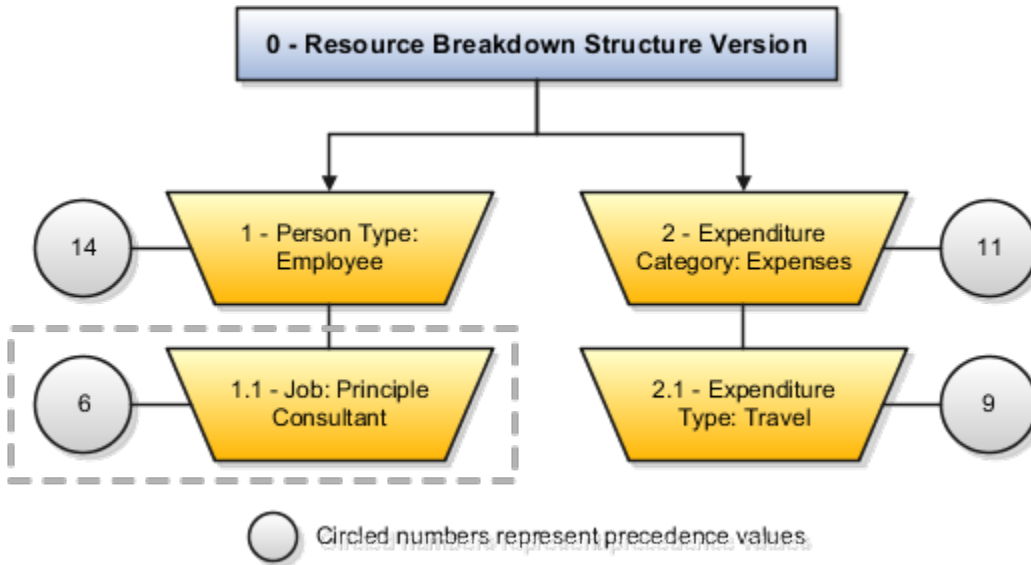 0 - Resource Breakdown Structure Version
14
1 - Person Type:
Employee
2 - Expenditure
Category: Expenses
11
6
1.1 - Job: Principle
Consultant
2.1 - Expenditure
Type: Travel
9
Circled numbers represent precedence values